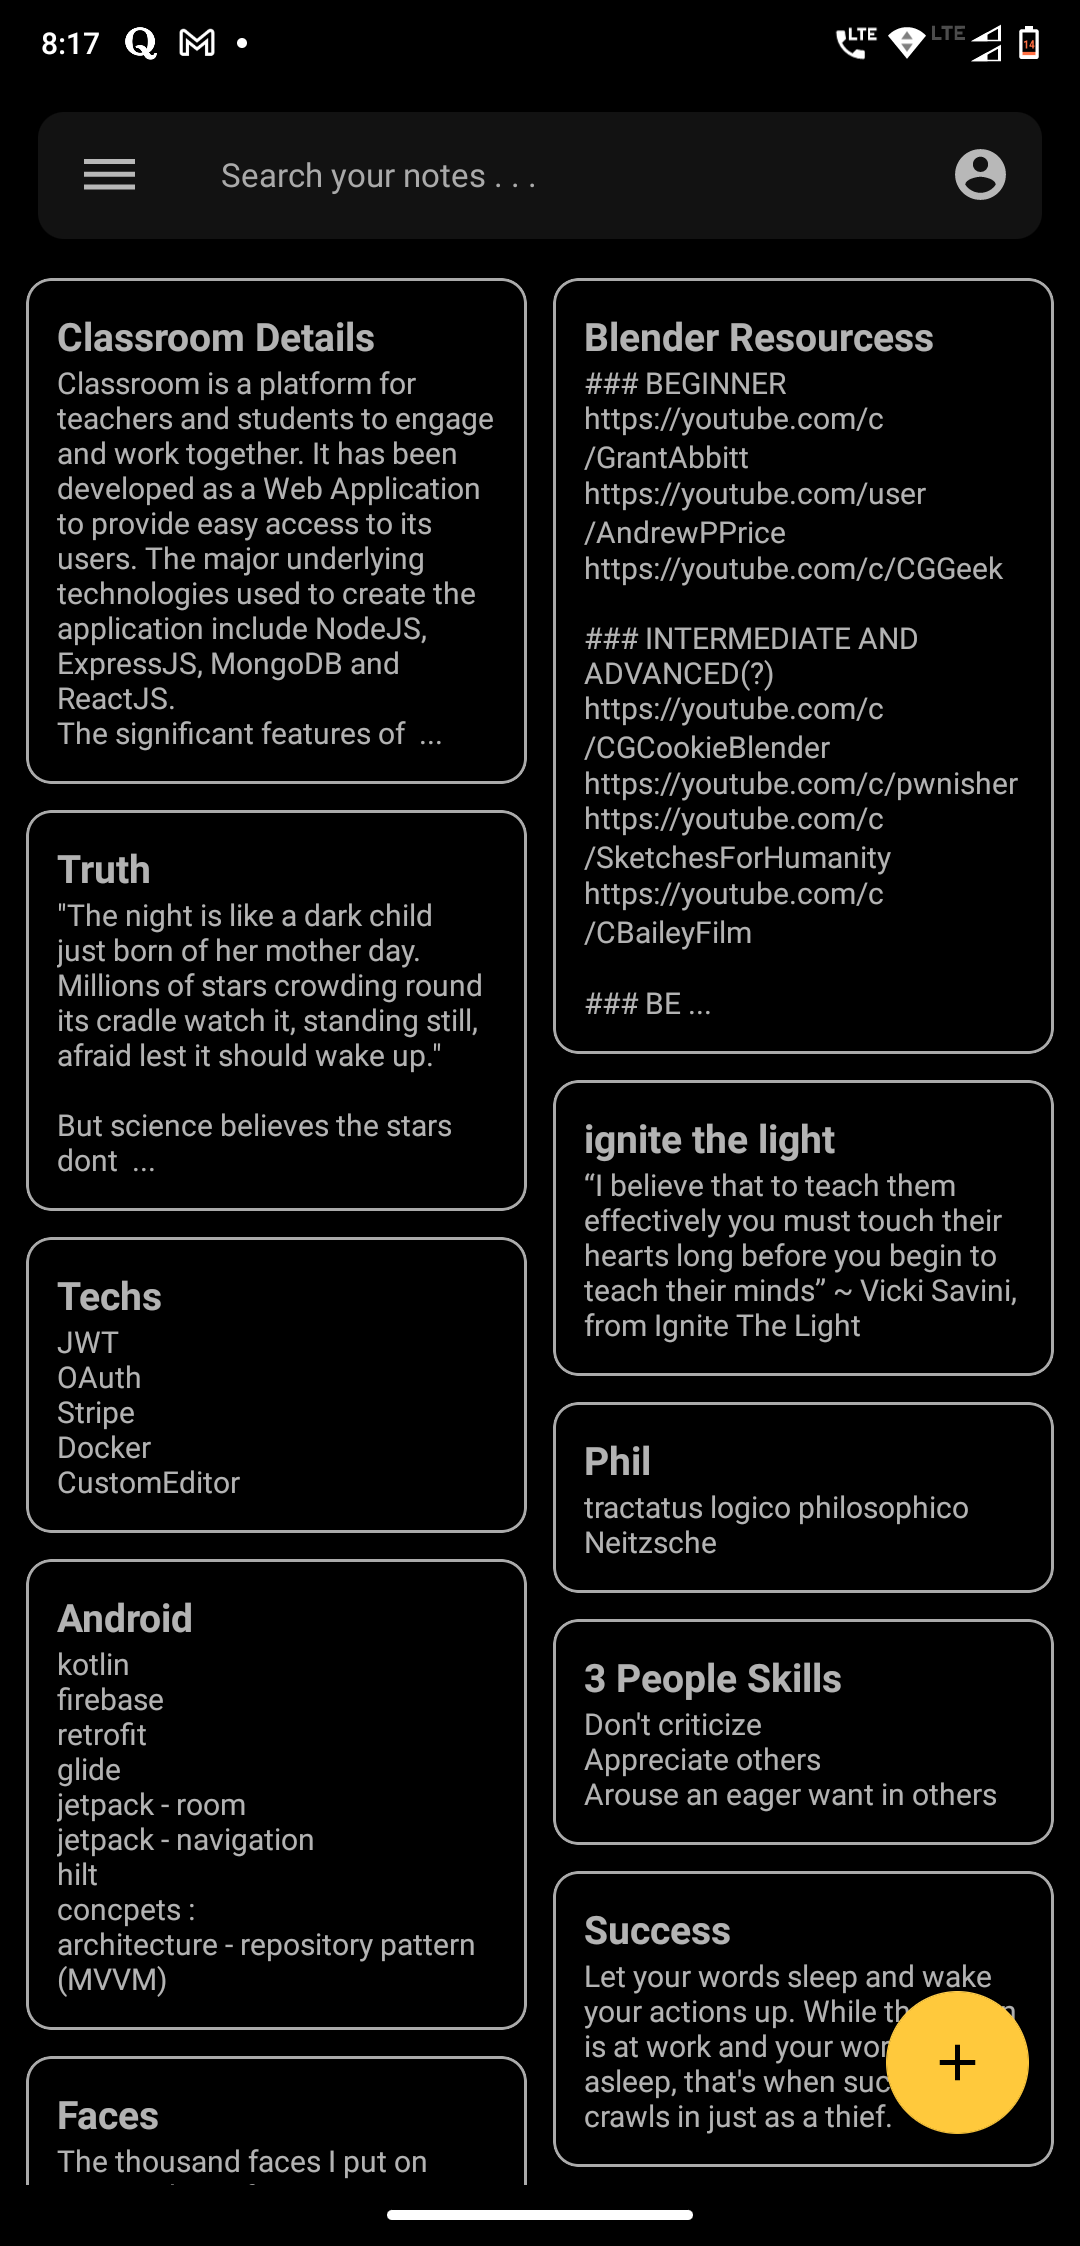 8:17
LTE
LTE
14
Search your notes . . .
Classroom Details
Classroom is a platform for
teachers and students to engage
and work together. It has been
developed as a Web Application
to provide easy access to its
users. The major underlying
technologies used to create the
application include NodeJS,
ExpressJS, MongoDB and
ReactJS.
The significant features of ...
Truth
"The night is like a dark child
just born of her mother day.
Millions of stars crowding round
its cradle watch it, standing still,
afraid lest it should wake up."
But science believes the stars
dont ...
Techs
JWT
OAuth
Stripe
Docker
CustomEditor
Android
kotlin
firebase
retrofit
glide
jetpack - room
jetpack - navigation
hilt
concpets :
architecture - repository pattern
(MVVM)
Faces
The thousand faces I put on
Blender Resourcess
### BEGINNER
https://youtube.com/c
/GrantAbbitt
https://youtube.com/user
/AndrewPPrice
https://youtube.com/c/CGGeek
### INTERMEDIATE AND
ADVANCED(?)
https://youtube.com/c
/CGCookieBlender
https://youtube.com/c/pwnisher
https://youtube.com/c
/SketchesForHumanity
https://youtube.com/c
/CBaileyFilm
### BE ...
ignite the light
“I believe that to teach them
effectively you must touch their
hearts long before you begin to
teach their minds” ~ Vicki Savini,
from Ignite The Light
Phil
tractatus logico philosophico
Neitzsche
3 People Skills
Don't criticize
Appreciate others
Arouse an eager want in others
Success
Let your words sleep and wake
your actions up. While
is at work and your
asleep, that's when
crawls in just as a thief.